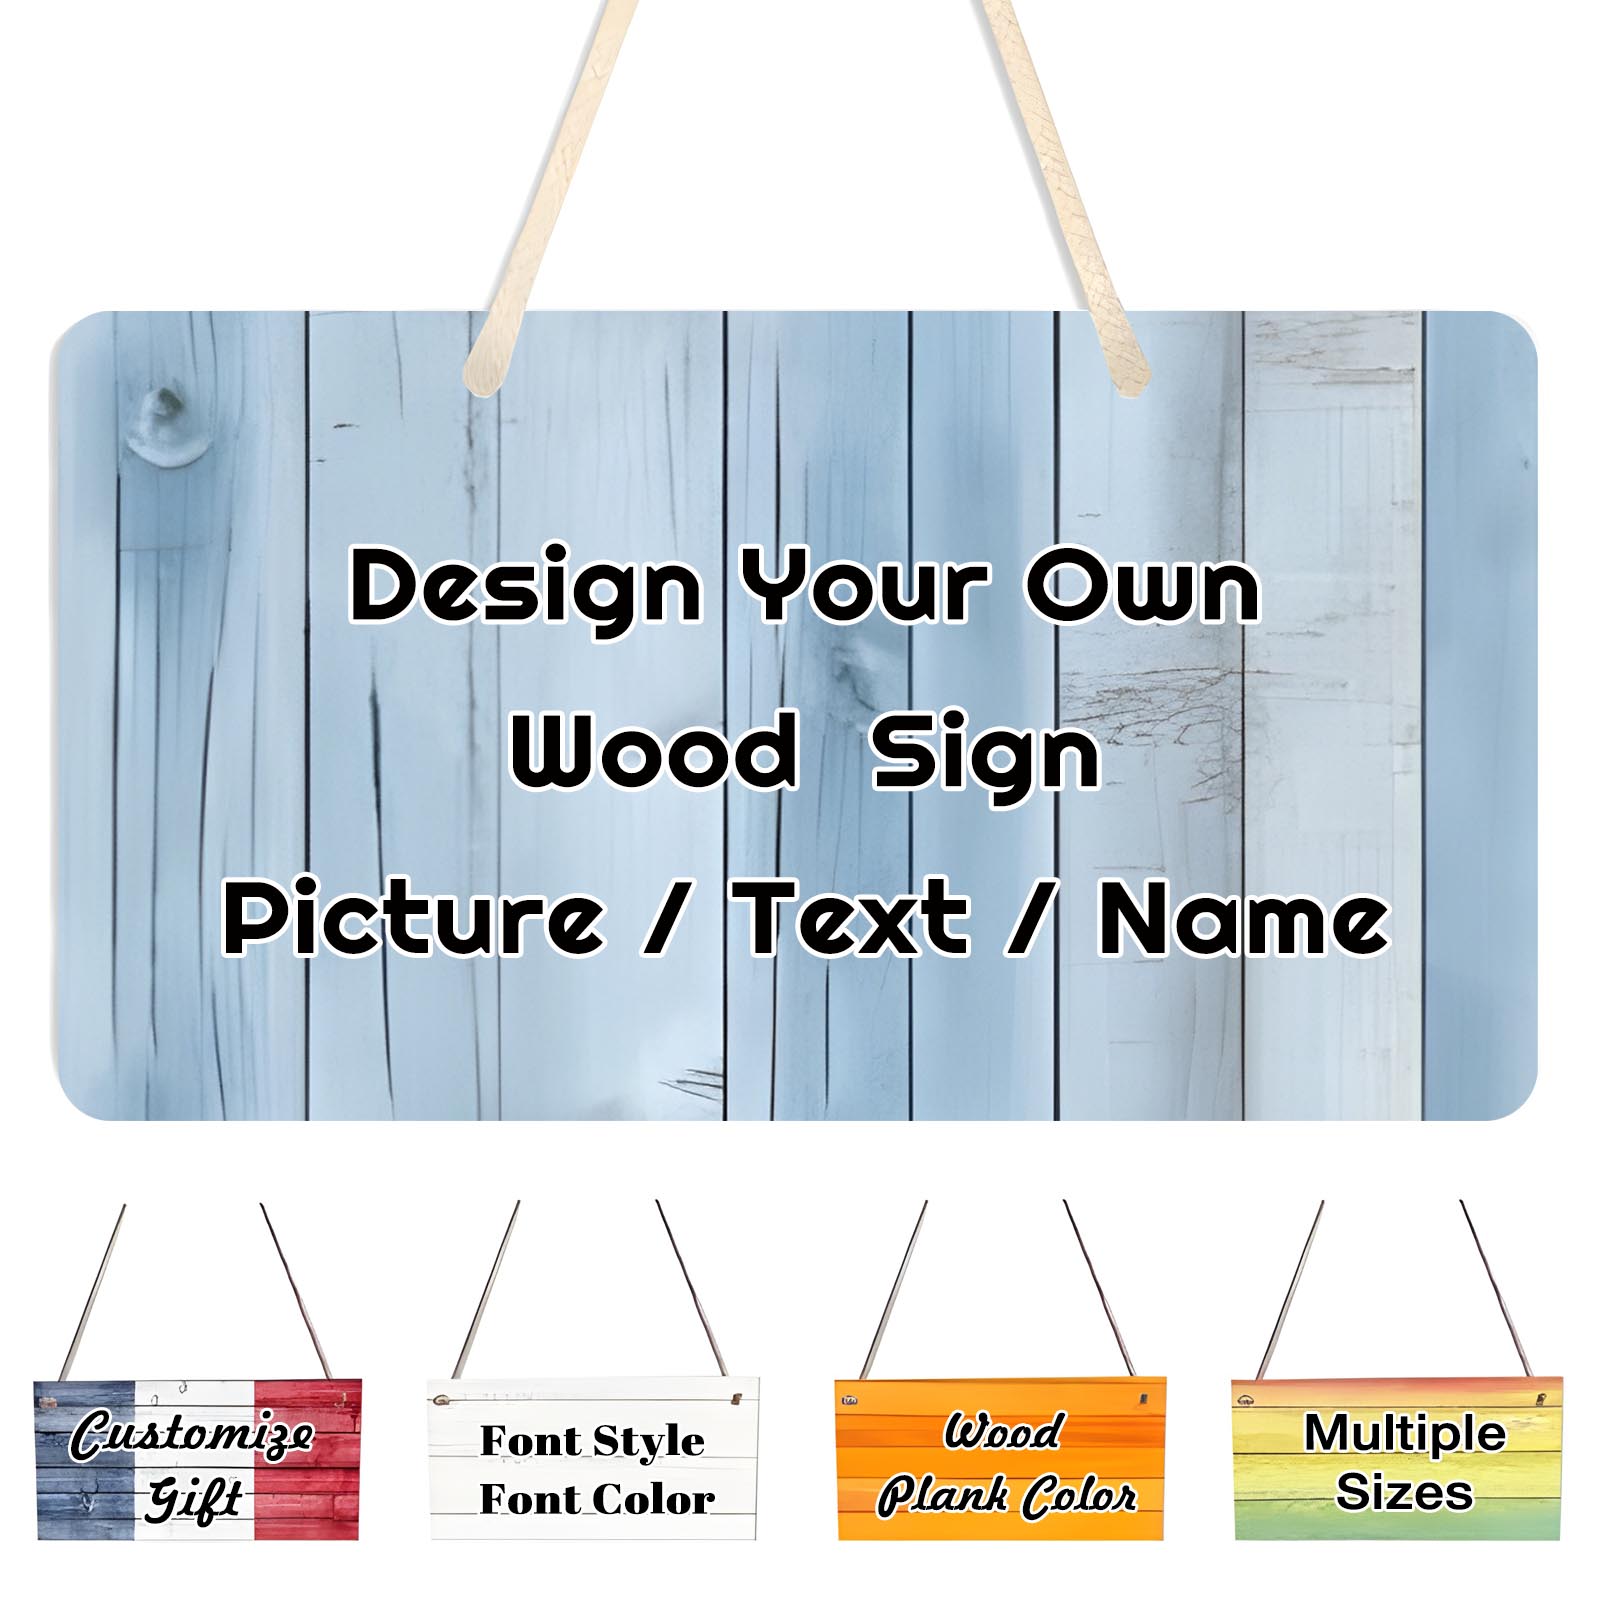 Design Your Own
Wood Sign
Picture / Text / Name
Customize
Gift
Font Style
Font Color
Wood
Plank Color
Multiple
Sizes